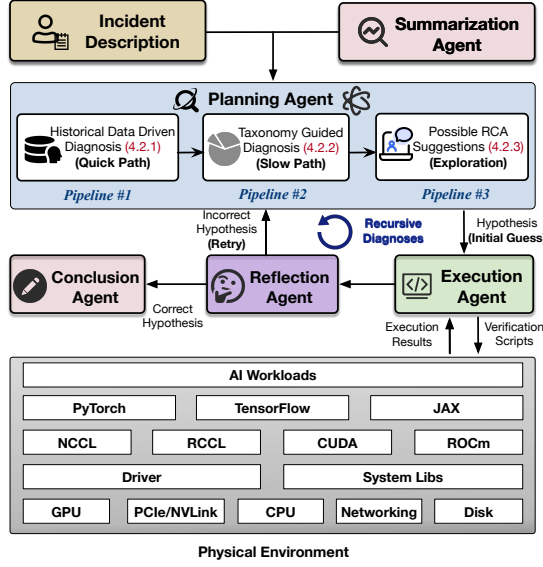 Incident
Description
Summarization
Agent
Planning Agent
Historical Data Driven
Diagnosis (4.2.1)
(Quick Path)
Taxonomy Guided
Diagnosis (4.2.2)
(Slow Path)
Possible RCA
Suggestions (4.2.3)
(Exploration)
Pipeline #1
Pipeline #2
Pipeline #3
Incorrect
Hypothesis
(Retry)
Recursive
Diagnoses
Hypothesis
(Initial Guess)
Conclusion
Agent
Reflection
Agent
Execution
Agent
Correct
Hypothesis
Execution
Results
Verification
Scripts
AI Workloads
PyTorch
TensorFlow
JAX
NCCL
RCCL
CUDA
ROCm
Driver
System Libs
GPU
PCIe/NVLink
CPU
Networking
Disk
Physical Environment